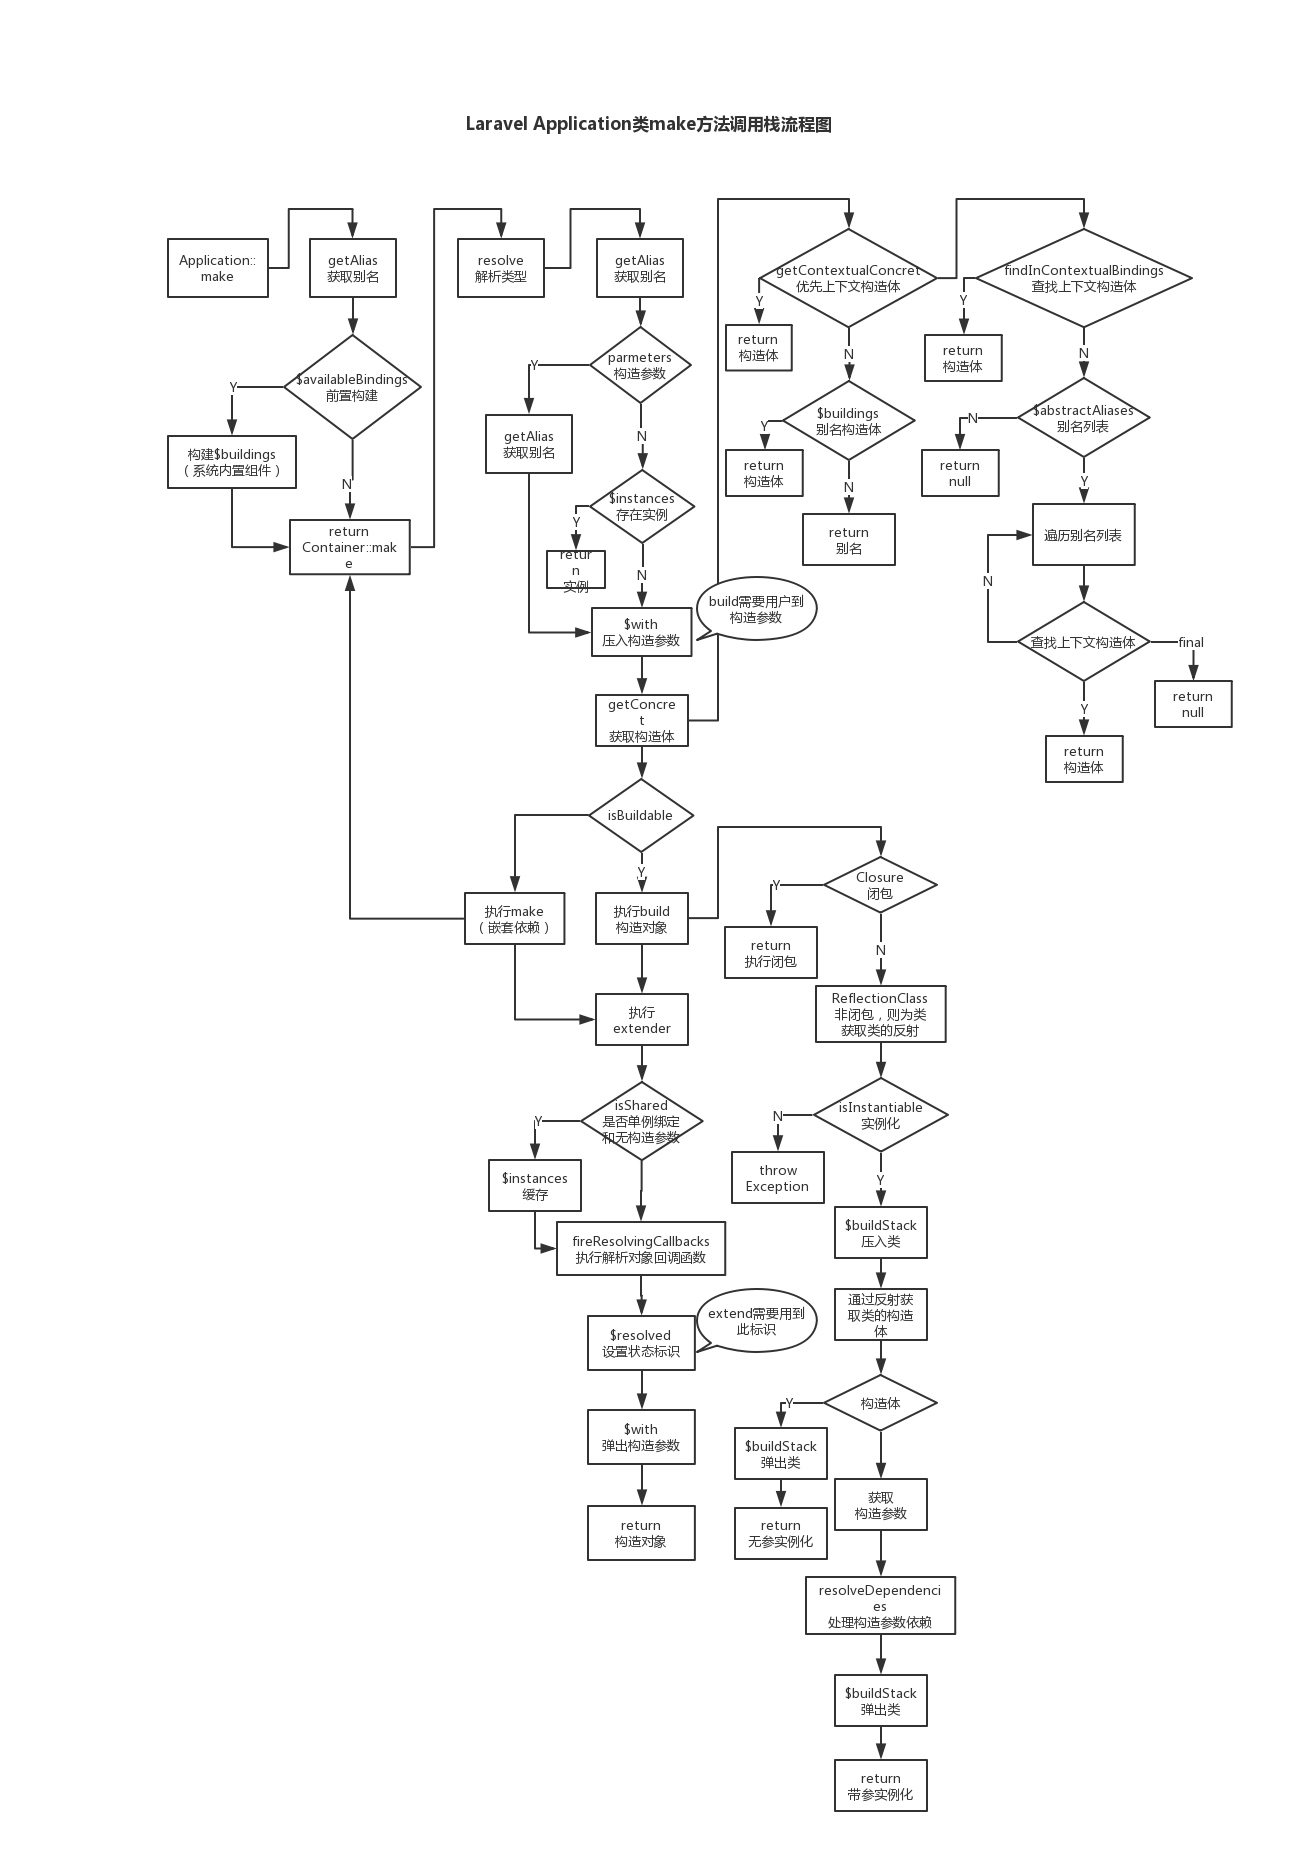 Laravel Application类make方法调用栈流程图
Application::
make
getAlias
获取别名
$availableBindings
前置构建
Y
构建$buildings
（系统内置组件）
N
return
Container::mak
e
resolve
解析类型
getAlias
获取别名
parmeters
构造参数
Y
getAlias
获取别名
N
$instances
存在实例
Y
retur
n
实例
N
$with
压入构造参数
build需要用户到
构造参数
getConcre
t
获取构造体
isBuildable
执行make
（嵌套依赖）
Y
执行build
构造对象
执行
extender
isShared
是否单例绑定
和无构造参数
Y
$instances
缓存
fireResolvingCallbacks
执行解析对象回调函数
$resolved
设置状态标识
extend需要用到
此标识
$with
弹出构造参数
return
构造对象
getContextualConcret
优先上下文构造体
Y
return
构造体
N
$buildings
别名构造体
Y
return
构造体
N
return
别名
findInContextualBindings
查找上下文构造体
Y
return
构造体
N
$abstractAliases
别名列表
N
return
null
Y
遍历别名列表
N
查找上下文构造体
final
return
null
Y
return
构造体
Closure
闭包
Y
return
执行闭包
N
ReflectionClass
非闭包，则为类
获取类的反射
isInstantiable
实例化
N
throw
Exception
Y
$buildStack
压入类
通过反射获
取类的构造
体
构造体
Y
$buildStack
弹出类
return
无参实例化
获取
构造参数
resolveDependenci
es
处理构造参数依赖
$buildStack
弹出类
return
带参实例化